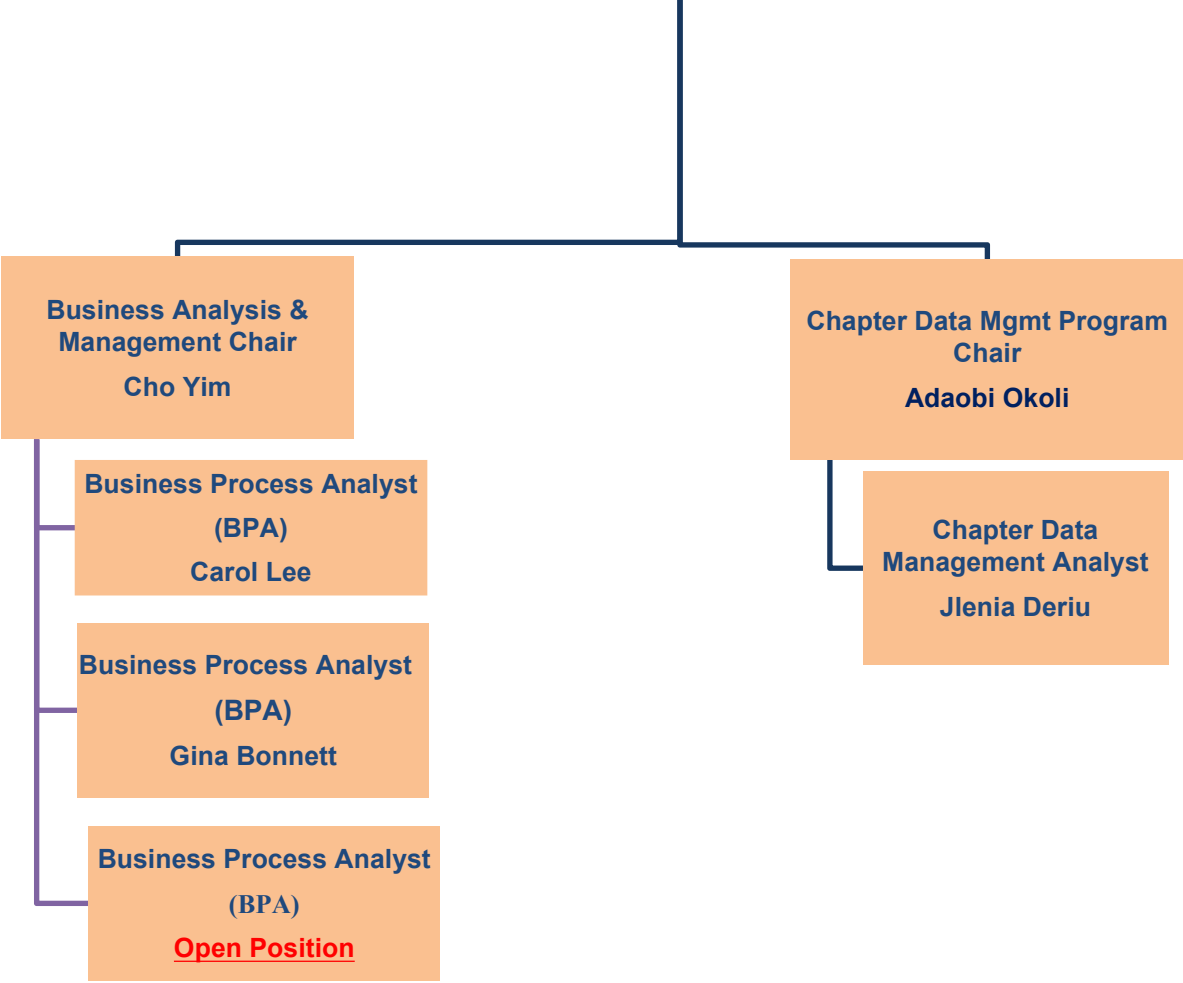 Business Analysis &
Management Chair
Cho Yim
Business Process Analyst
(BPA)
Carol Lee
Business Process Analyst
(BPA)
Gina Bonnett
Business Process Analyst
(BPA)
Open Position
Chapter Data Mgmt Program
Chair
Adaobi Okoli
Chapter Data
Management Analyst
Jlenia Deriu